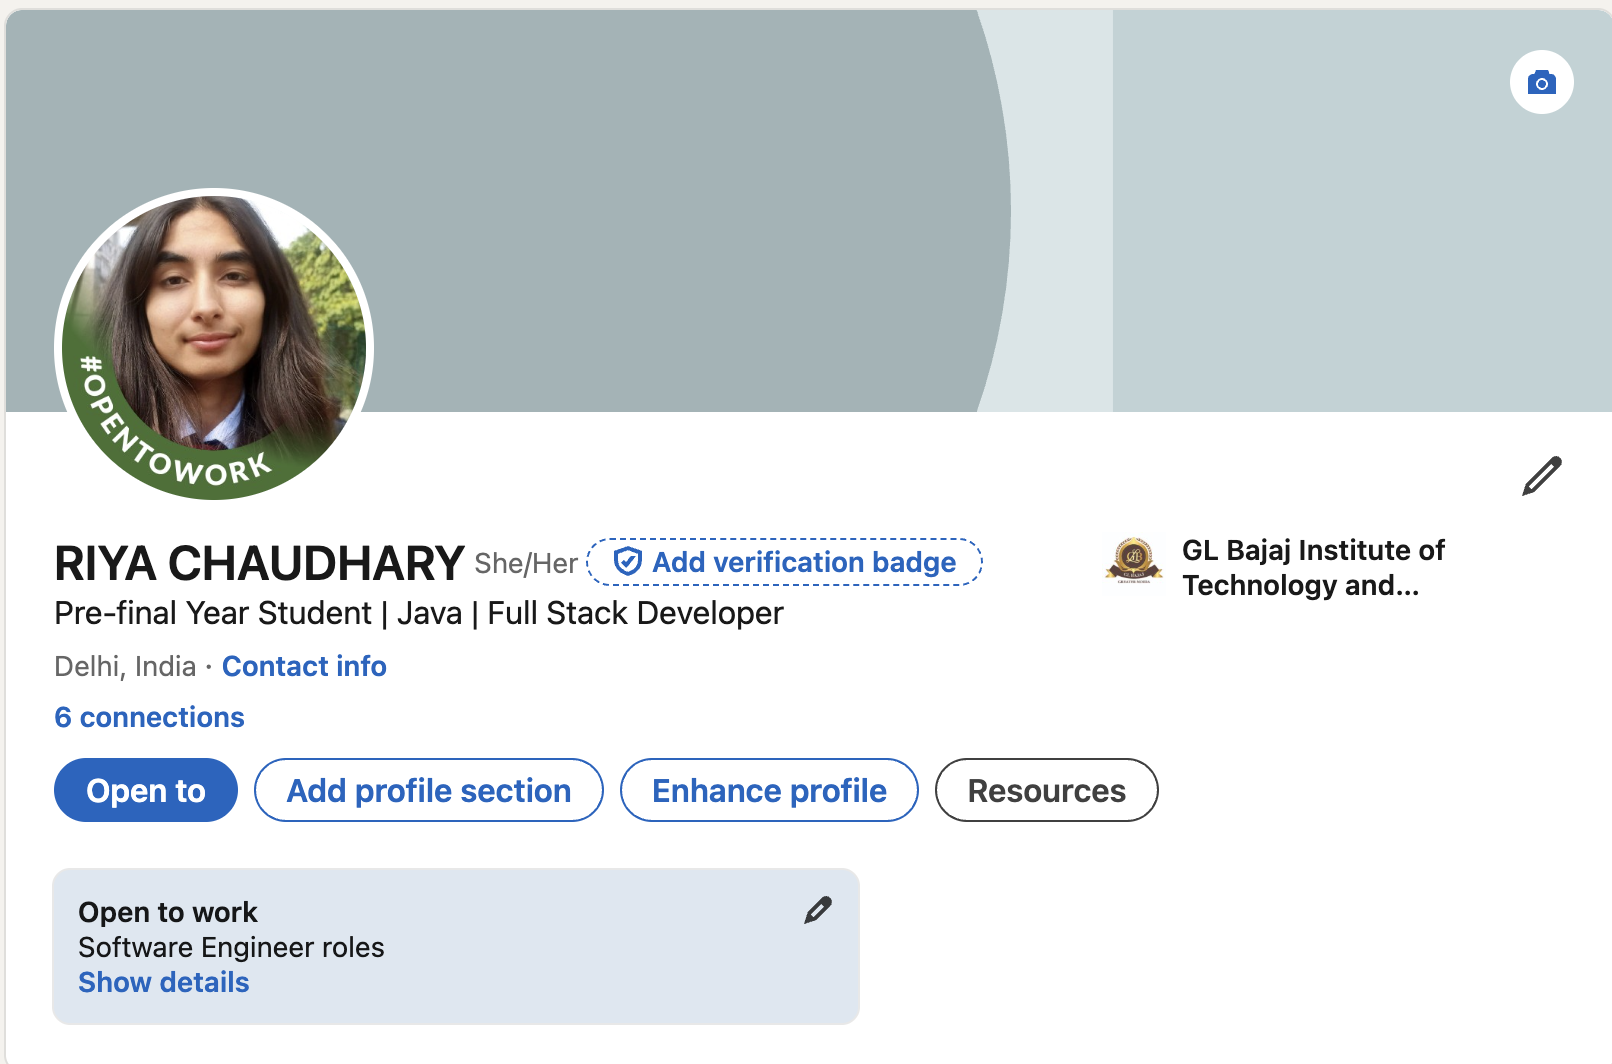 #OPENTOWORK
RIYA CHAUDHARY She/Her Add verification badge
Pre-final Year Student | Java | Full Stack Developer
Delhi, India · Contact info
6 connections
GL Bajaj Institute of
Technology and...
Open to Add profile section Enhance profile Resources
Open to work
Software Engineer roles
Show details